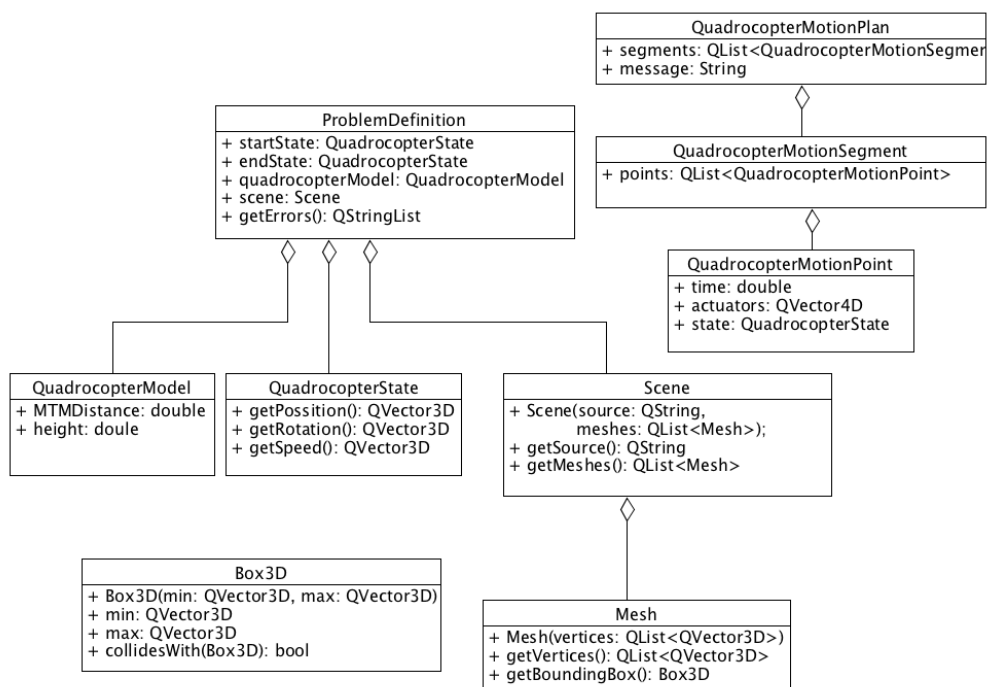 QuadrocopterMotionPlan
+ segments: QList<QuadrocopterMotionSegmer
+ message: String
ProblemDefinition
+ startState: QuadrocopterState
+ endState: QuadrocopterState
+ quadrocopterModel: QuadrocopterModel
+ scene: Scene
+ getErrors(): QStringList
QuadrocopterMotionSegment
+ points: QList<QuadrocopterMotionPoint>
QuadrocopterMotionPoint
+ time: double
+ actuators: QVector4D
+ state: QuadrocopterState
QuadrocopterModel
+ MTMDistance: double
+ height: doule
QuadrocopterState
+ getPossition(): QVector3D
+ getRotation(): QVector3D
+ getSpeed(): QVector3D
Scene
+ Scene(source: QString,
meshes: QList<Mesh>);
+ getSource(): QString
+ getMeshes(): QList<Mesh>
Box3D
+ Box3D(min: QVector3D, max: QVector3D)
+ min: QVector3D
+ max: QVector3D
+ collidesWith(Box3D): bool
Mesh
+ Mesh(vertices: QList<QVector3D>)
+ getVertices(): QList<QVector3D>
+ getBoundingBox(): Box3D